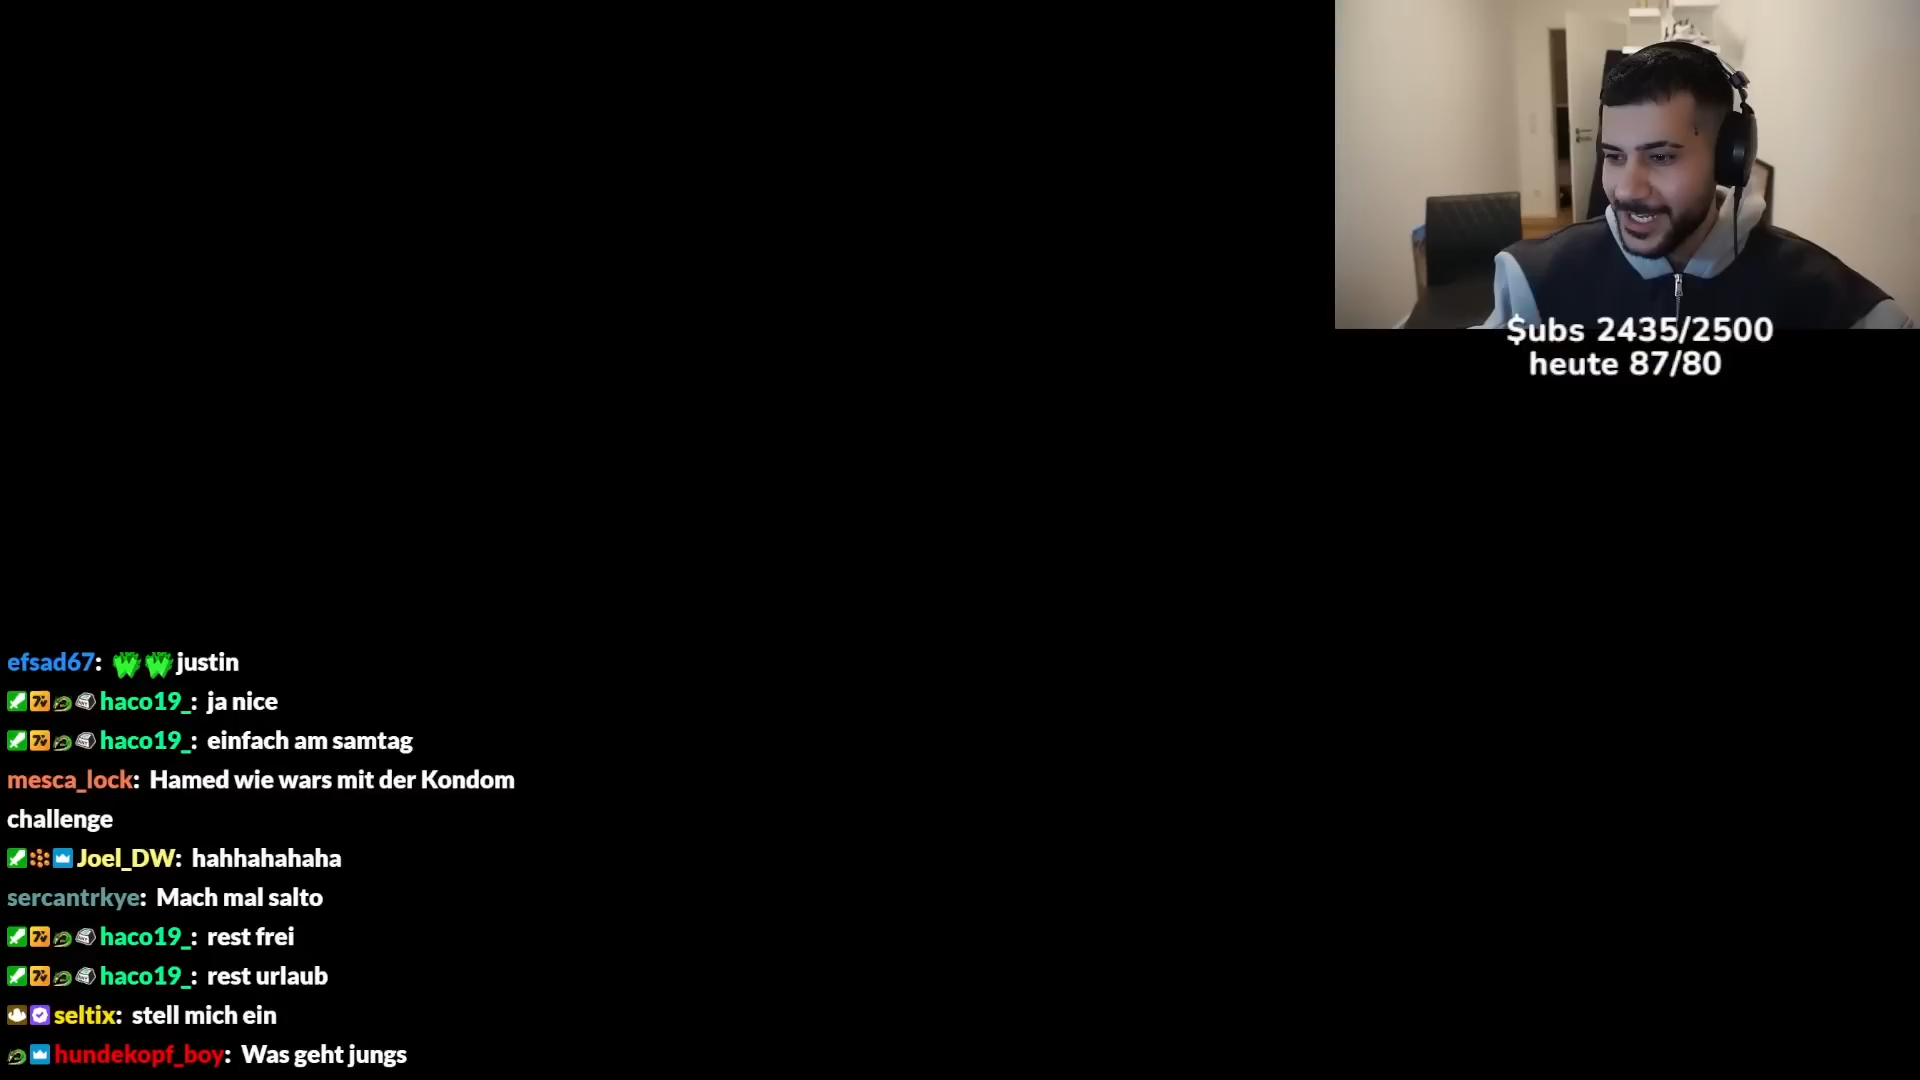 $ubs 2435/2500
heute 87/80
efsad67: justin
haco19_: ja nice
haco19_: einfach am samtag
mesca_lock: Hamed wie wars mit der Kondom
challenge
Joel_DW: hahhahahaha
sercantrkye: Mach mal salto
haco19_: rest frei
haco19_: rest urlaub
seltix: stell mich ein
hundekopf_boy: Was geht jungs